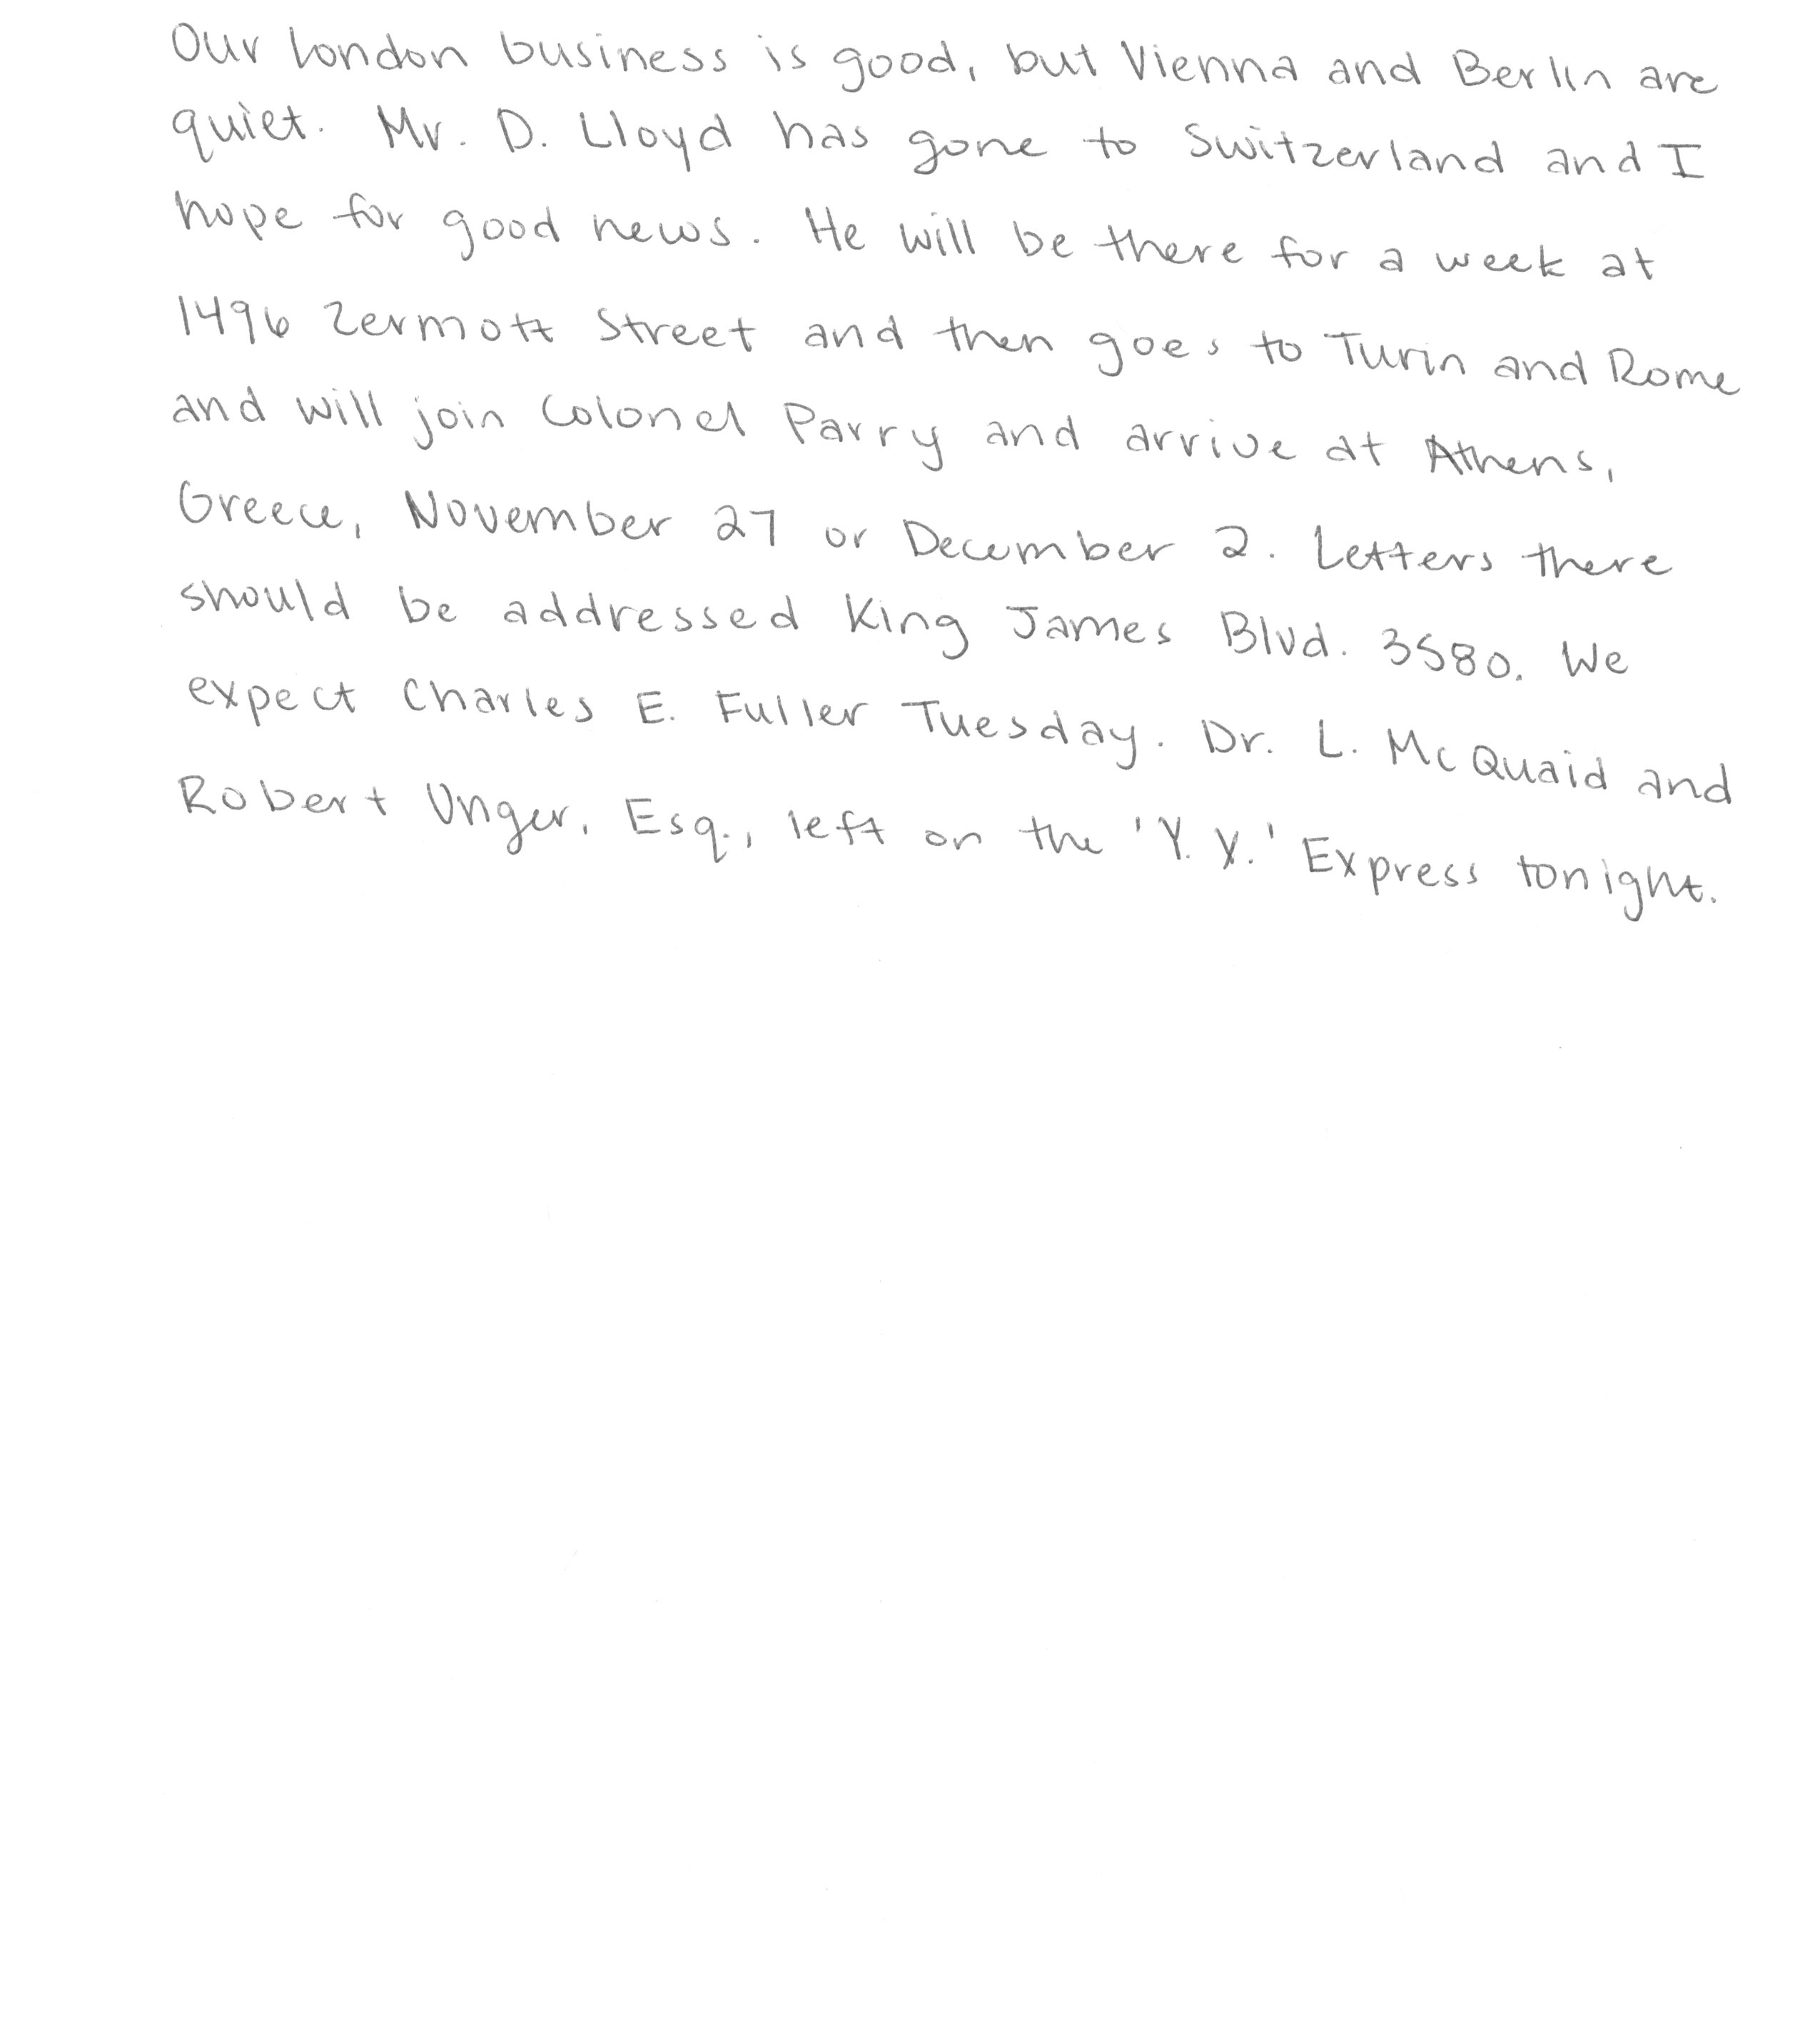 Our London business is good, but Vienna and Berlin are
quiet. Mr. D. Lloyd has gone to Switzerland and I
hope for good news. He will be there for a week at
1496 Zermott Street and then goes to Turin and Rome
and will join Colonel Parry and arrive at Athens,
Greece, November 27 or December 2. Letters there
should be addressed King James Blvd. 3580. We
expect Charles E. Fuller Tuesday. Dr. L. McQuaid and
Robert Unger, Esq., left on the 'Y. X.' Express tonight.